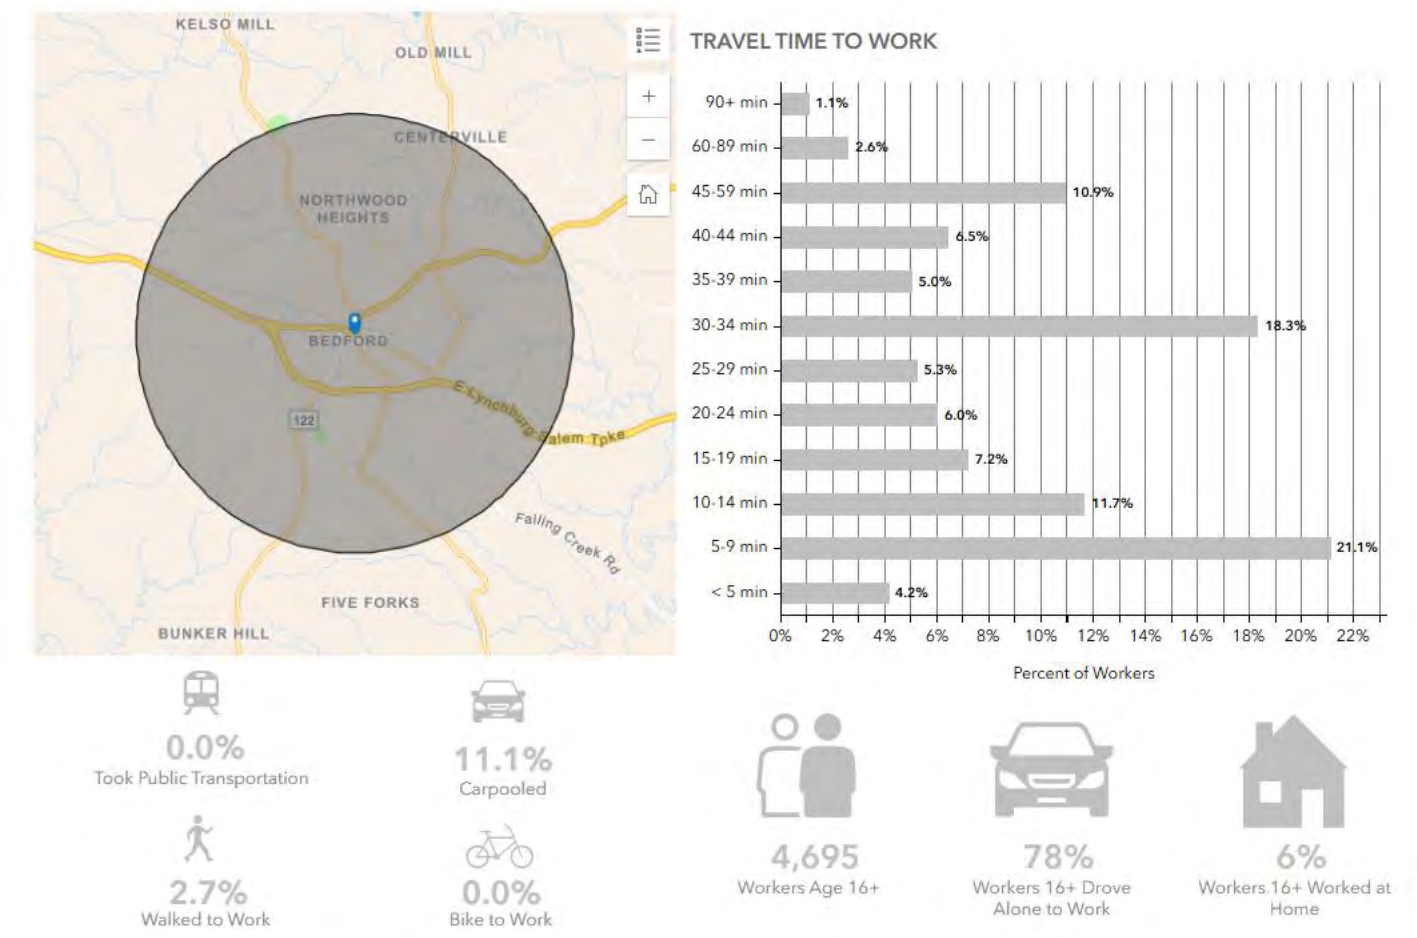 KELSO MILL
OLD MILL
CENTERVILLE
NORTHWOOD
HEIGHTS
BEDFORD
122
E Lynchburg-Salem Tpke
Falling Creek Rd
FIVE FORKS
BUNKER HILL
+
−
TRAVEL TIME TO WORK
90+ min 1.1%
60-89 min 2.6%
45-59 min 10.9%
40-44 min 6.5%
35-39 min 5.0%
30-34 min 18.3%
25-29 min 5.3%
20-24 min 6.0%
15-19 min 7.2%
10-14 min 11.7%
5-9 min 21.1%
< 5 min 4.2%
0% 2% 4% 6% 8% 10% 12% 14% 16% 18% 20% 22%
Percent of Workers
0.0%
Took Public Transportation
11.1%
Carpooled
2.7%
Walked to Work
0.0%
Bike to Work
4,695
Workers Age 16+
78%
Workers 16+ Drove
Alone to Work
6%
Workers 16+ Worked at
Home